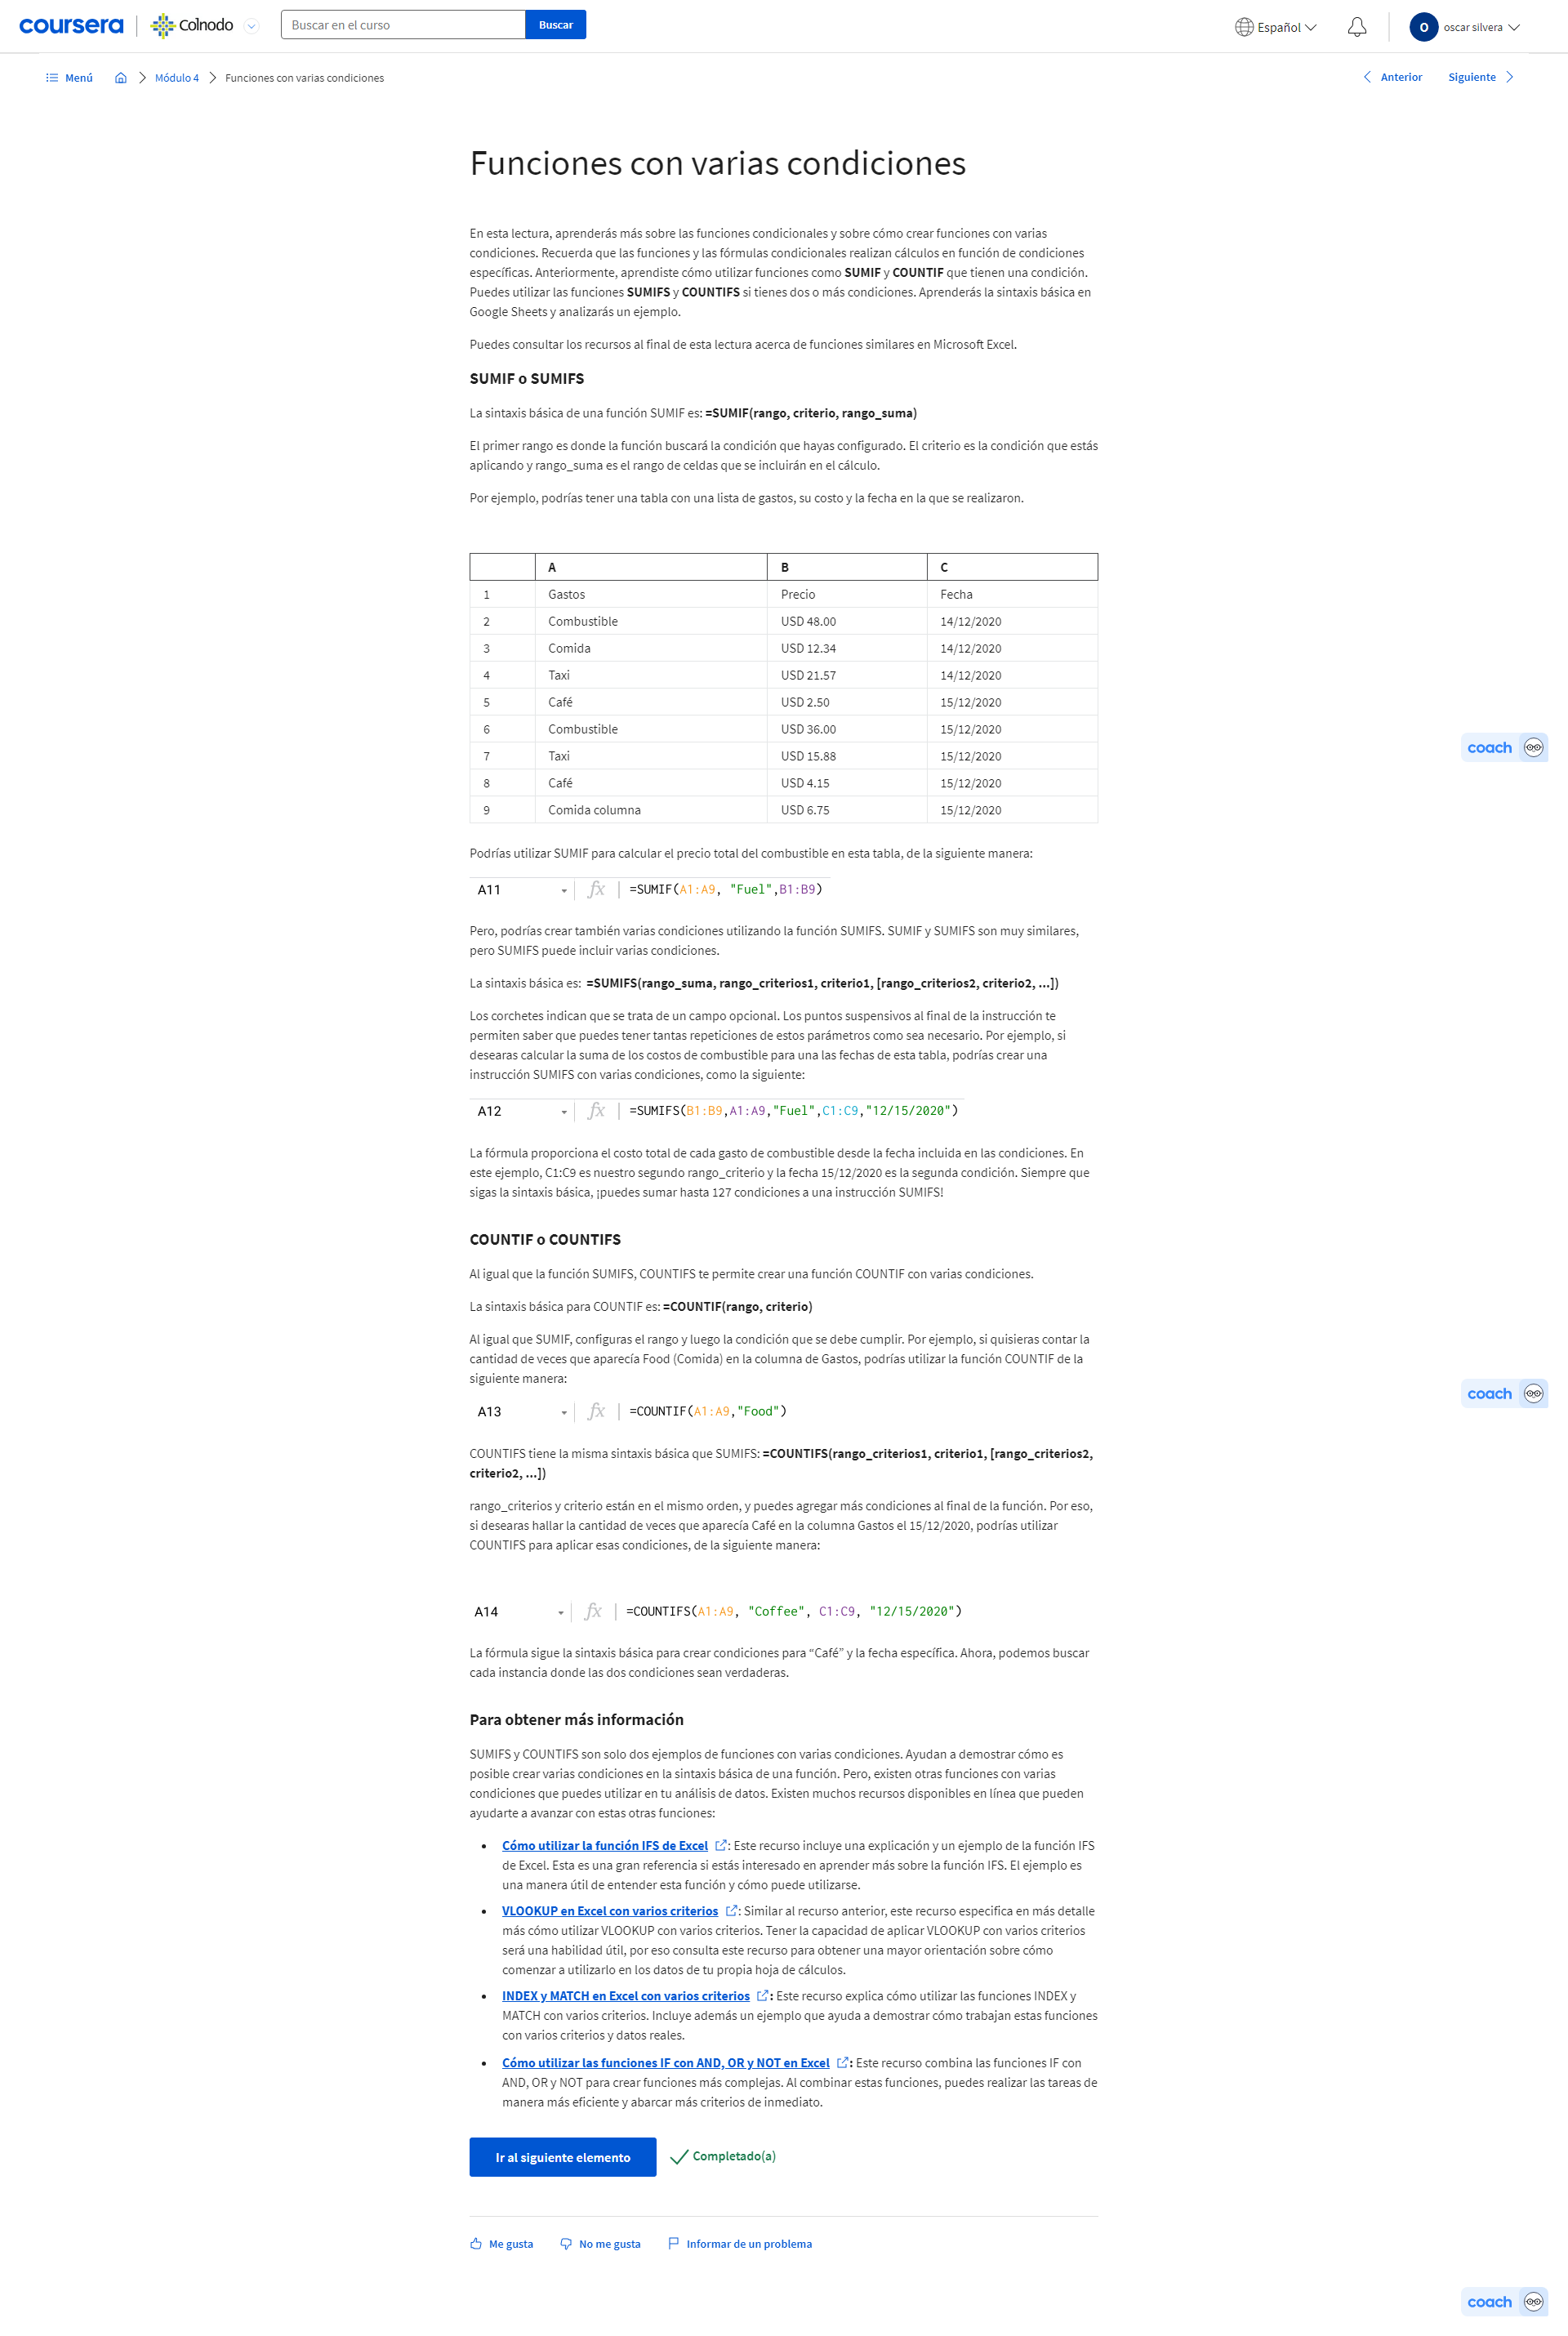 coursera
Colnodo
Buscar en el curso
Buscar
Español
O
oscar silvera
Menú
Módulo 4
Funciones con varias condiciones
Anterior
Siguiente
Funciones con varias condiciones
En esta lectura, aprenderás más sobre las funciones condicionales y sobre cómo crear funciones con varias
condiciones. Recuerda que las funciones y las fórmulas condicionales realizan cálculos en función de condiciones
específicas. Anteriormente, aprendiste cómo utilizar funciones como SUMIF y COUNTIF que tienen una condición.
Puedes utilizar las funciones SUMIFS y COUNTIFS si tienes dos o más condiciones. Aprenderás la sintaxis básica en
Google Sheets y analizarás un ejemplo.
Puedes consultar los recursos al final de esta lectura acerca de funciones similares en Microsoft Excel.
SUMIF o SUMIFS
La sintaxis básica de una función SUMIF es: =SUMIF(rango, criterio, rango_suma)
El primer rango es donde la función buscará la condición que hayas configurado. El criterio es la condición que estás
aplicando y rango_suma es el rango de celdas que se incluirán en el cálculo.
Por ejemplo, podrías tener una tabla con una lista de gastos, su costo y la fecha en la que se realizaron.
A B C
1 Gastos Precio Fecha
2 Combustible USD 48.00 14/12/2020
3 Comida USD 12.34 14/12/2020
4 Taxi USD 21.57 14/12/2020
5 Café USD 2.50 15/12/2020
6 Combustible USD 36.00 15/12/2020
7 Taxi USD 15.88 15/12/2020
coach
8 Café USD 4.15 15/12/2020
9 Comida columna USD 6.75 15/12/2020
Podrías utilizar SUMIF para calcular el precio total del combustible en esta tabla, de la siguiente manera:
A11 fx =SUMIF(A1:A9, "Fuel",B1:B9)
Pero, podrías crear también varias condiciones utilizando la función SUMIFS. SUMIF y SUMIFS son muy similares,
pero SUMIFS puede incluir varias condiciones.
La sintaxis básica es: =SUMIFS(rango_suma, rango_criterios1, criterio1, [rango_criterios2, criterio2, ...])
Los corchetes indican que se trata de un campo opcional. Los puntos suspensivos al final de la instrucción te
permiten saber que puedes tener tantas repeticiones de estos parámetros como sea necesario. Por ejemplo, si
desearas calcular la suma de los costos de combustible para una las fechas de esta tabla, podrías crear una
instrucción SUMIFS con varias condiciones, como la siguiente:
A12 fx =SUMIFS(B1:B9,A1:A9,"Fuel",C1:C9,"12/15/2020")
La fórmula proporciona el costo total de cada gasto de combustible desde la fecha incluida en las condiciones. En
este ejemplo, C1:C9 es nuestro segundo rango_criterio y la fecha 15/12/2020 es la segunda condición. Siempre que
sigas la sintaxis básica, ¡puedes sumar hasta 127 condiciones a una instrucción SUMIFS!
COUNTIF o COUNTIFS
Al igual que la función SUMIFS, COUNTIFS te permite crear una función COUNTIF con varias condiciones.
La sintaxis básica para COUNTIF es: =COUNTIF(rango, criterio)
Al igual que SUMIF, configuras el rango y luego la condición que se debe cumplir. Por ejemplo, si quisieras contar la
cantidad de veces que aparecía Food (Comida) en la columna de Gastos, podrías utilizar la función COUNTIF de la
siguiente manera:
coach
A13 fx =COUNTIF(A1:A9,"Food")
COUNTIFS tiene la misma sintaxis básica que SUMIFS: =COUNTIFS(rango_criterios1, criterio1, [rango_criterios2,
criterio2, ...])
rango_criterios y criterio están en el mismo orden, y puedes agregar más condiciones al final de la función. Por eso,
si desearas hallar la cantidad de veces que aparecía Café en la columna Gastos el 15/12/2020, podrías utilizar
COUNTIFS para aplicar esas condiciones, de la siguiente manera:
A14 fx =COUNTIFS(A1:A9, "Coffee", C1:C9, "12/15/2020")
La fórmula sigue la sintaxis básica para crear condiciones para “Café” y la fecha específica. Ahora, podemos buscar
cada instancia donde las dos condiciones sean verdaderas.
Para obtener más información
SUMIFS y COUNTIFS son solo dos ejemplos de funciones con varias condiciones. Ayudan a demostrar cómo es
posible crear varias condiciones en la sintaxis básica de una función. Pero, existen otras funciones con varias
condiciones que puedes utilizar en tu análisis de datos. Existen muchos recursos disponibles en línea que pueden
ayudarte a avanzar con estas otras funciones:
• Cómo utilizar la función IFS de Excel : Este recurso incluye una explicación y un ejemplo de la función IFS
de Excel. Esta es una gran referencia si estás interesado en aprender más sobre la función IFS. El ejemplo es
una manera útil de entender esta función y cómo puede utilizarse.
• VLOOKUP en Excel con varios criterios : Similar al recurso anterior, este recurso especifica en más detalle
más cómo utilizar VLOOKUP con varios criterios. Tener la capacidad de aplicar VLOOKUP con varios criterios
será una habilidad útil, por eso consulta este recurso para obtener una mayor orientación sobre cómo
comenzar a utilizarlo en los datos de tu propia hoja de cálculos.
• INDEX y MATCH en Excel con varios criterios : Este recurso explica cómo utilizar las funciones INDEX y
MATCH con varios criterios. Incluye además un ejemplo que ayuda a demostrar cómo trabajan estas funciones
con varios criterios y datos reales.
• Cómo utilizar las funciones IF con AND, OR y NOT en Excel : Este recurso combina las funciones IF con
AND, OR y NOT para crear funciones más complejas. Al combinar estas funciones, puedes realizar las tareas de
manera más eficiente y abarcar más criterios de inmediato.
Ir al siguiente elemento
Completado(a)
Me gusta
No me gusta
Informar de un problema
coach